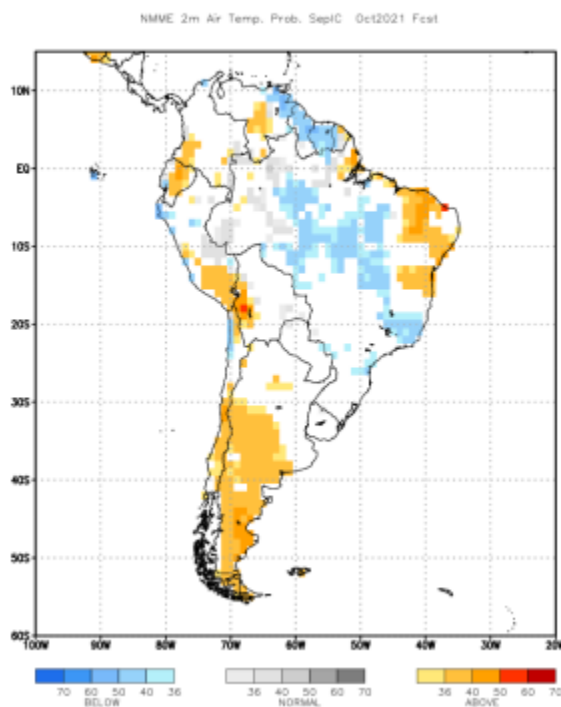 NMME 2m Air Temp. Prob. SepIC Oct2021 Fcst
10N
EQ
10S
20S
30S
40S
50S
60S
100W 90W 80W 70W 60W 50W 40W 30W 20W
70 60 50 40 36 36 40 50 60 70 36 40 50 60 70
BELOW NORMAL ABOVE